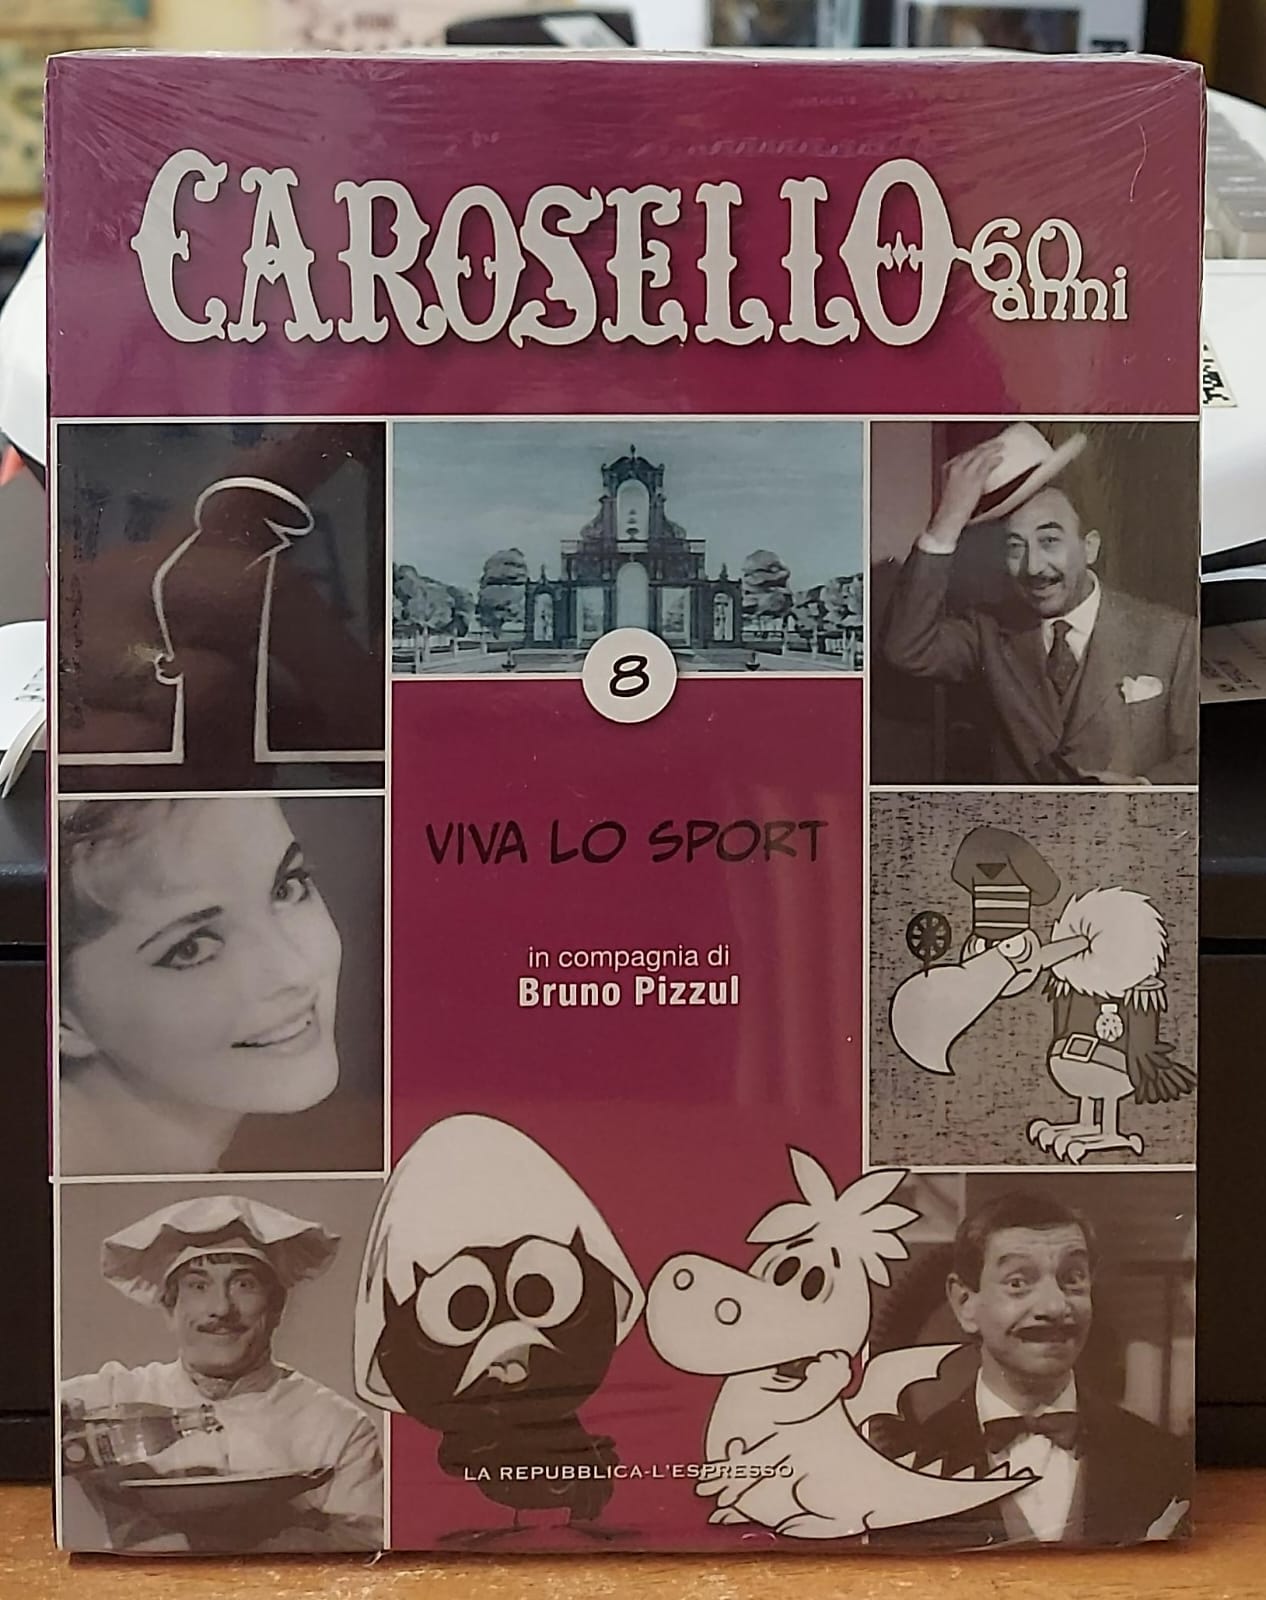 CAROSELLO
60
anni
8
VIVA LO SPORT
in compagnia di
Bruno Pizzul
LA REPUBBLICA-L'ESPRESSO